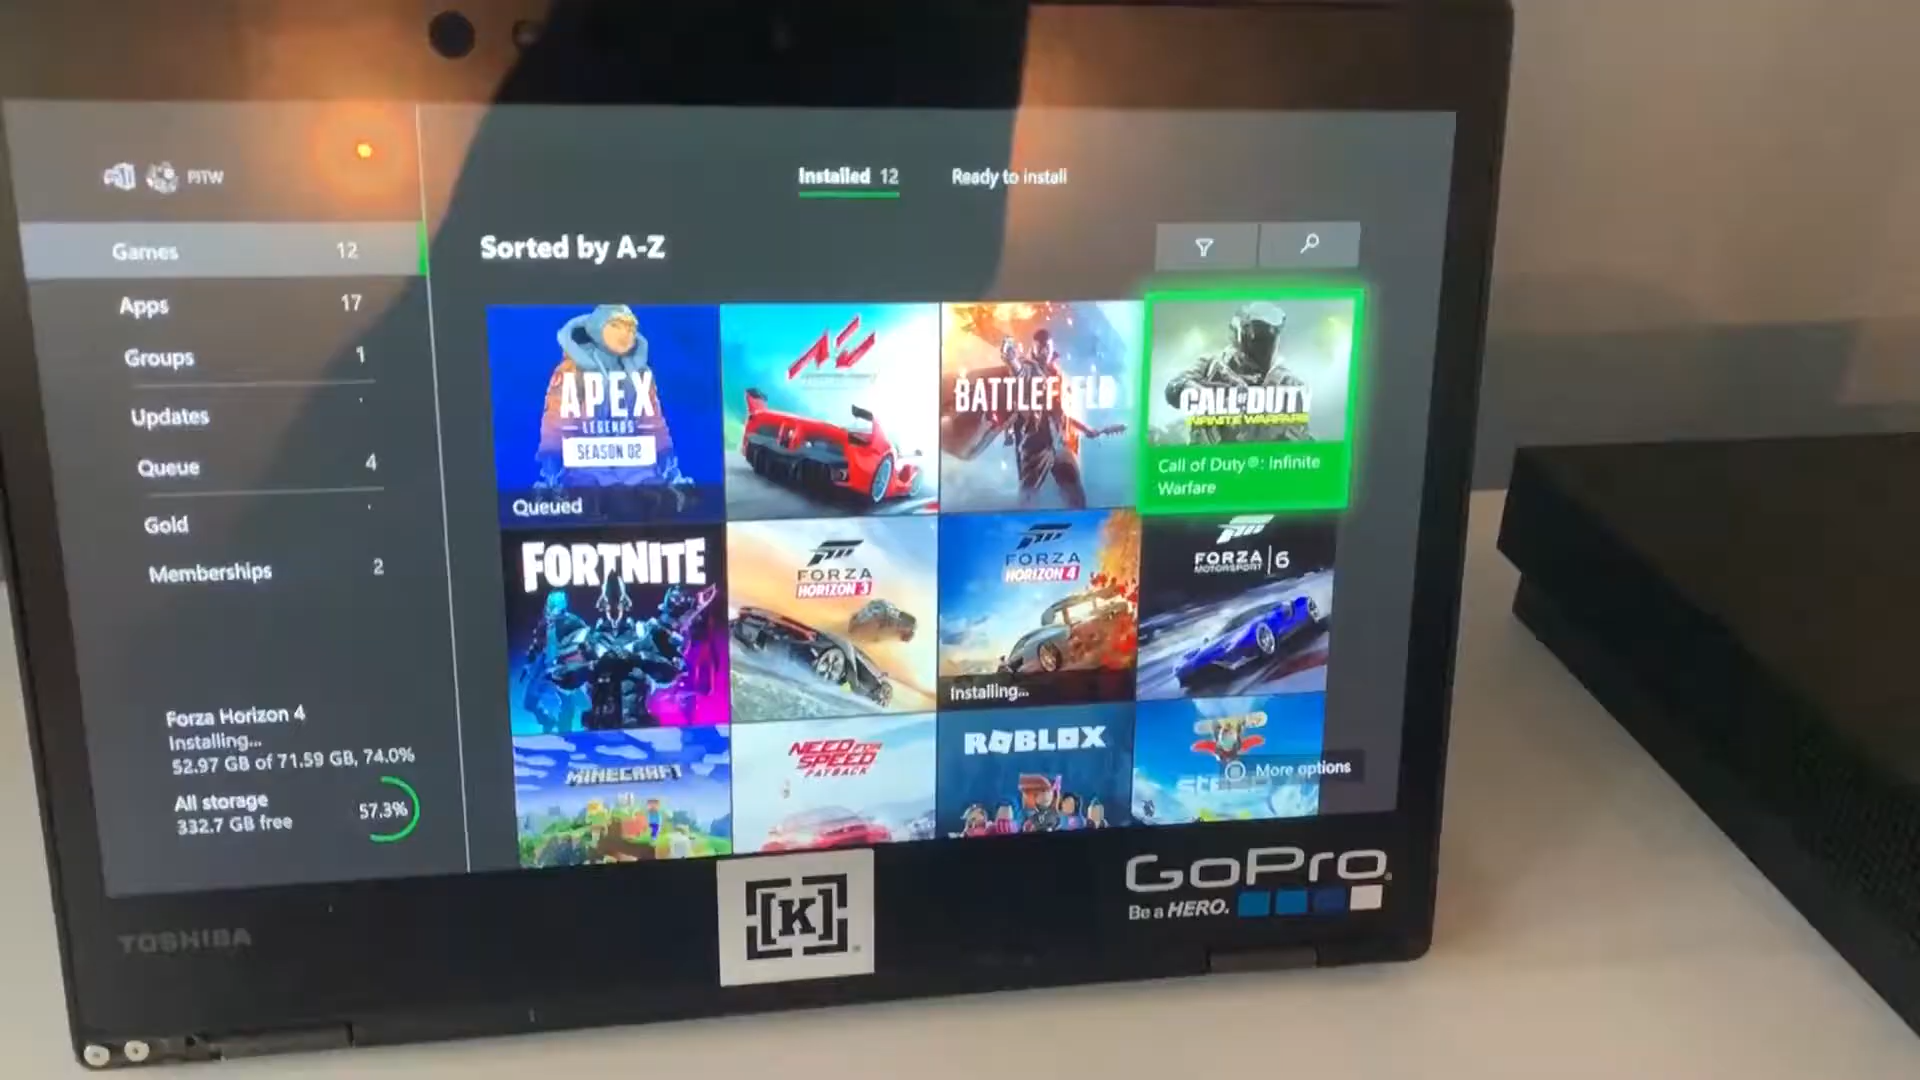 PJTW
Installed 12
Ready to install
Games 12
Apps 17
Groups 1
Updates
Queue 4
Gold
Memberships 2
Forza Horizon 4
Installing...
52.97 GB of 71.59 GB, 74.0%
All storage
332.7 GB free
57.3%
Sorted by A-Z
APEX
LEGENDS
SEASON 02
Queued
BATTLEFIELD
CALL OF DUTY
INFINITE WARFARE
Call of Duty®: Infinite
Warfare
FORTNITE
FORZA
HORIZON 3
FORZA
HORIZON 4
Installing...
FORZA
MOTORSPORT 6
MINECRAFT
NEED FOR
SPEED
PAYBACK
ROBLOX
More options
TOSHIBA
[K]
GoPro
Be a HERO.